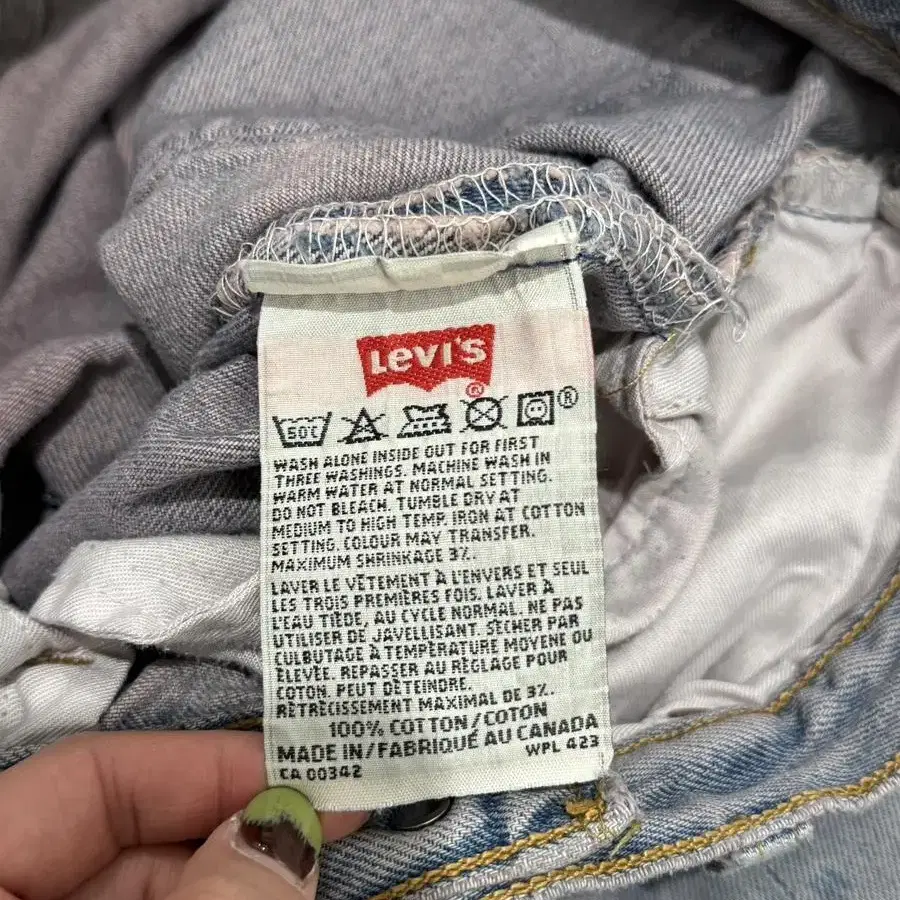 LEVI'S
®
50C ®
WASH ALONE INSIDE OUT FOR FIRST
THREE WASHINGS. MACHINE WASH IN
WARM WATER AT NORMAL SETTING.
DO NOT BLEACH. TUMBLE DRY AT
MEDIUM TO HIGH TEMP. IRON AT COTTON
SETTING. COLOUR MAY TRANSFER.
MAXIMUM SHRINKAGE 3%.
LAVER LE VÊTEMENT À L'ENVERS ET SEUL
LES TROIS PREMIÈRES FOIS. LAVER À
L'EAU TIÈDE, AU CYCLE NORMAL. NE PAS
UTILISER DE JAVELLISANT. SÉCHER PAR
CULBUTAGE À TEMPÉRATURE MOYENE OU
ÉLEVÉE. REPASSER AU RÈGLAGE POUR
COTON. PEUT DÈTEINDRE.
RÈTRÈCISSEMENT MAXIMAL DE 3%.
100% COTTON/COTON
MADE IN/FABRIQUÉ AU CANADA
WPL 423
CA 00342